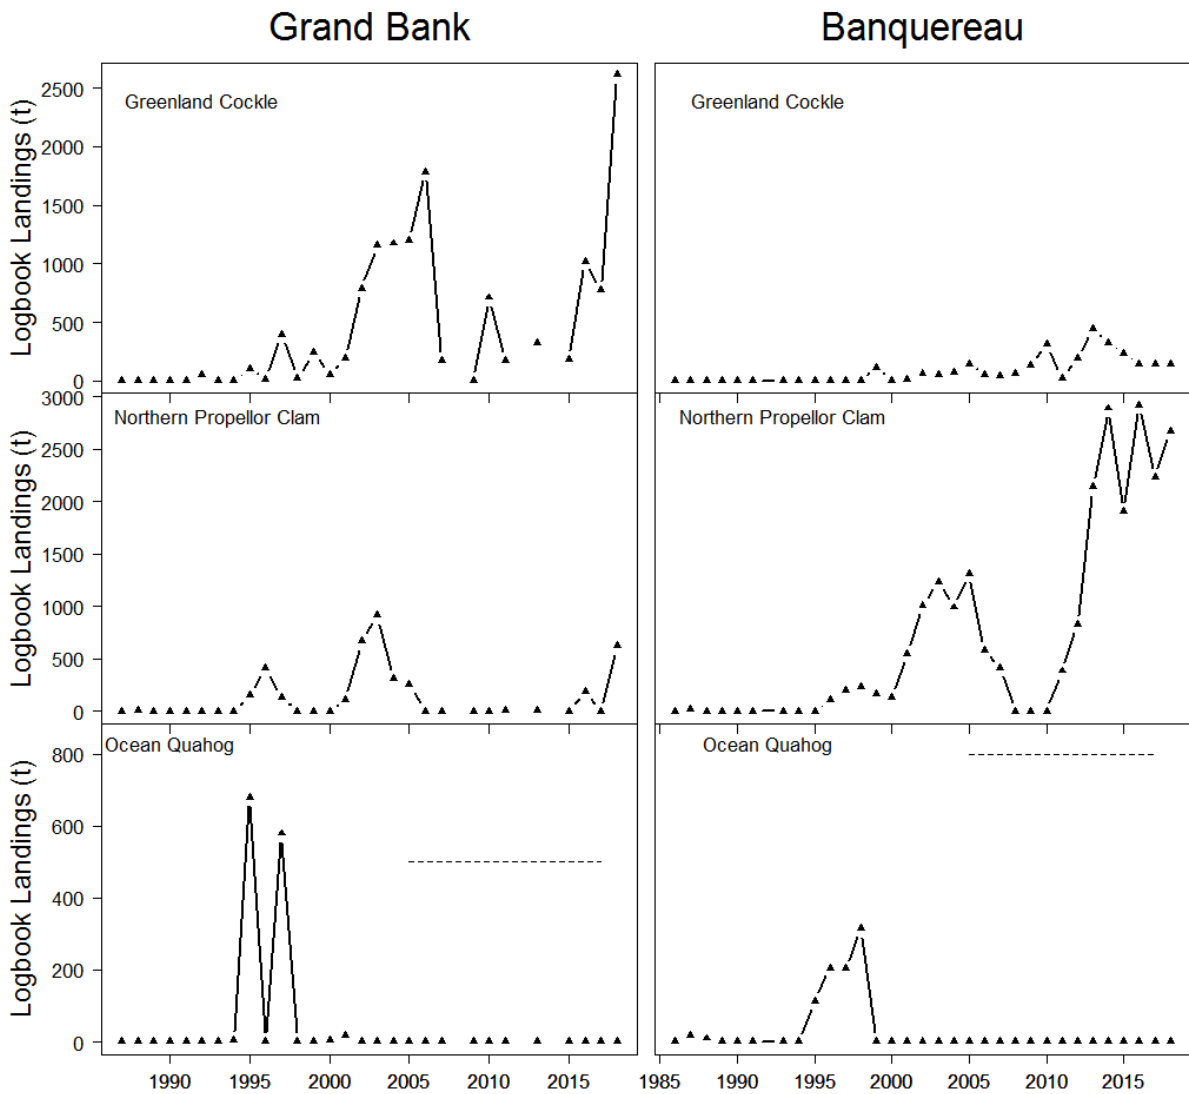 Grand Bank
Banquereau
Logbook Landings (t)
2500
2000
1500
1000
500
0
Greenland Cockle
Greenland Cockle
Logbook Landings (t)
3000
2500
2000
1500
1000
500
0
Northern Propellor Clam
Northern Propellor Clam
Logbook Landings (t)
800
600
400
200
0
Ocean Quahog
Ocean Quahog
1990 1995 2000 2005 2010 2015
1985 1990 1995 2000 2005 2010 2015